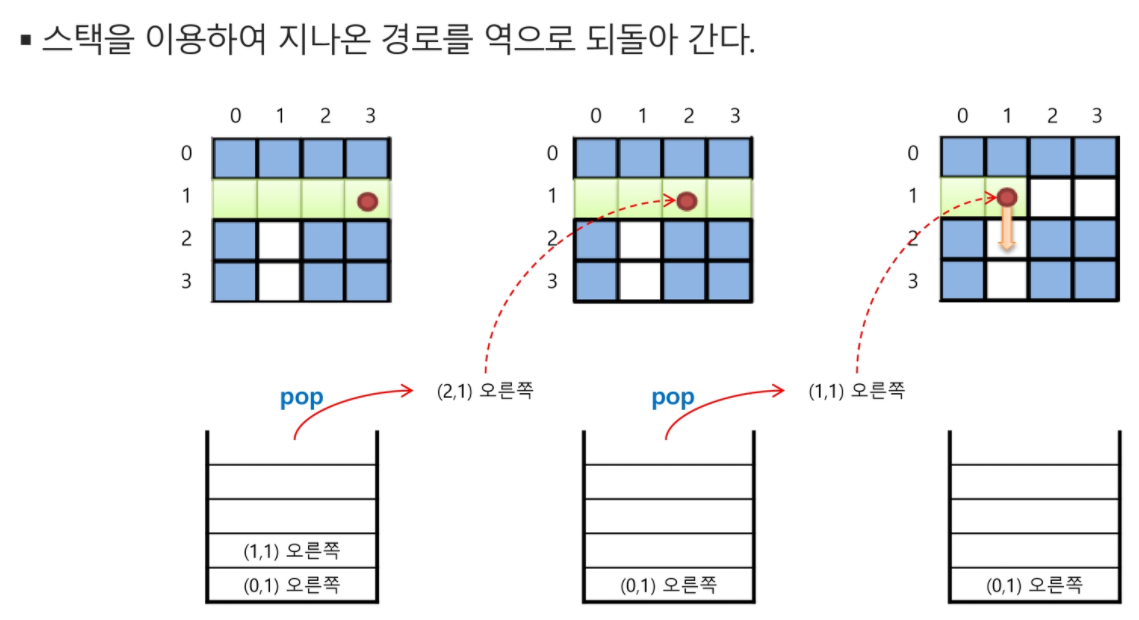 ▪ 스택을 이용하여 지나온 경로를 역으로 되돌아 간다.
0 1 2 3
0
1
2
3
0 1 2 3
0
1
2
3
0 1 2 3
0
1
2
3
pop
(2,1) 오른쪽
pop
(1,1) 오른쪽
(1,1) 오른쪽
(0,1) 오른쪽
(0,1) 오른쪽
(0,1) 오른쪽